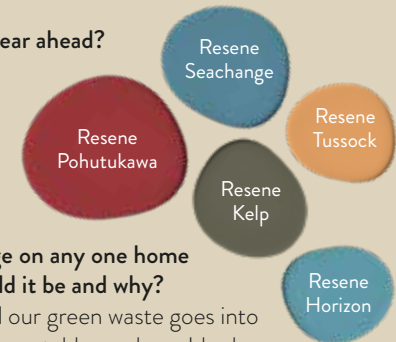 ear ahead?
Resene
Seachange
Resene
Tussock
Resene
Pohutukawa
Resene
Kelp
ge on any one home
ld it be and why?
Resene
Horizon
l our green waste goes into